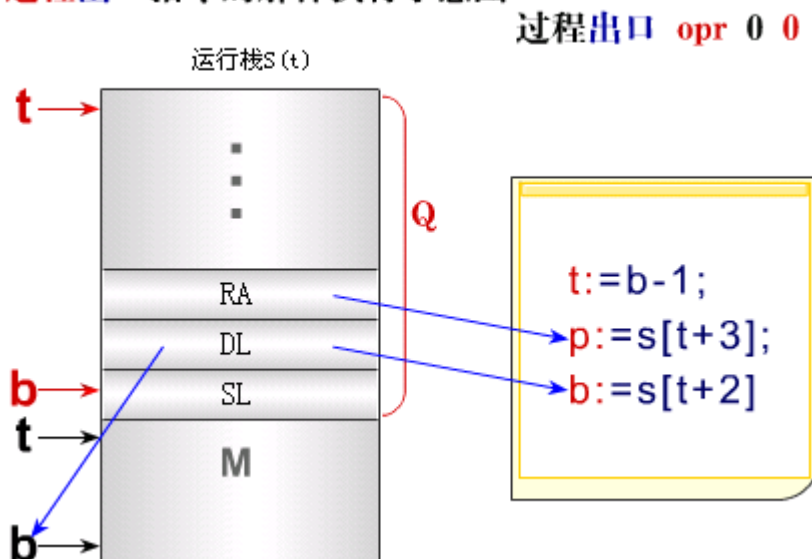 过程出口 opr 0 0
运行栈S(t)
t
Q
RA
DL
b
SL
t
M
b
t:=b-1;
p:=s[t+3];
b:=s[t+2]